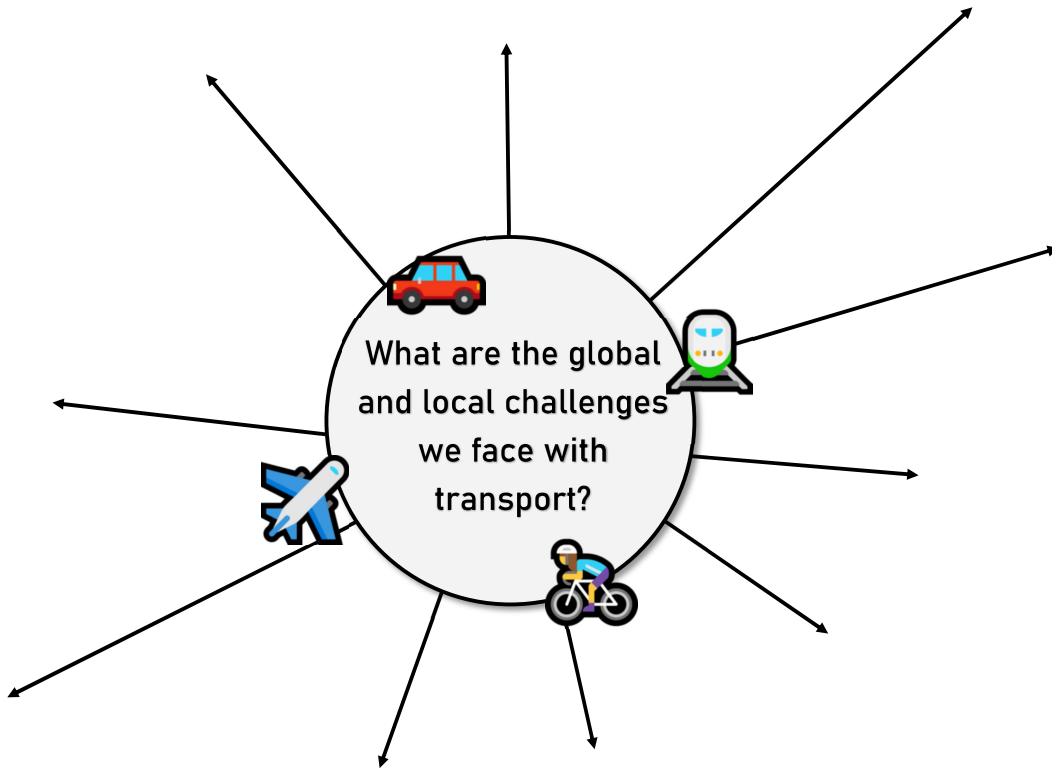 What are the global
and local challenges
we face with
transport?